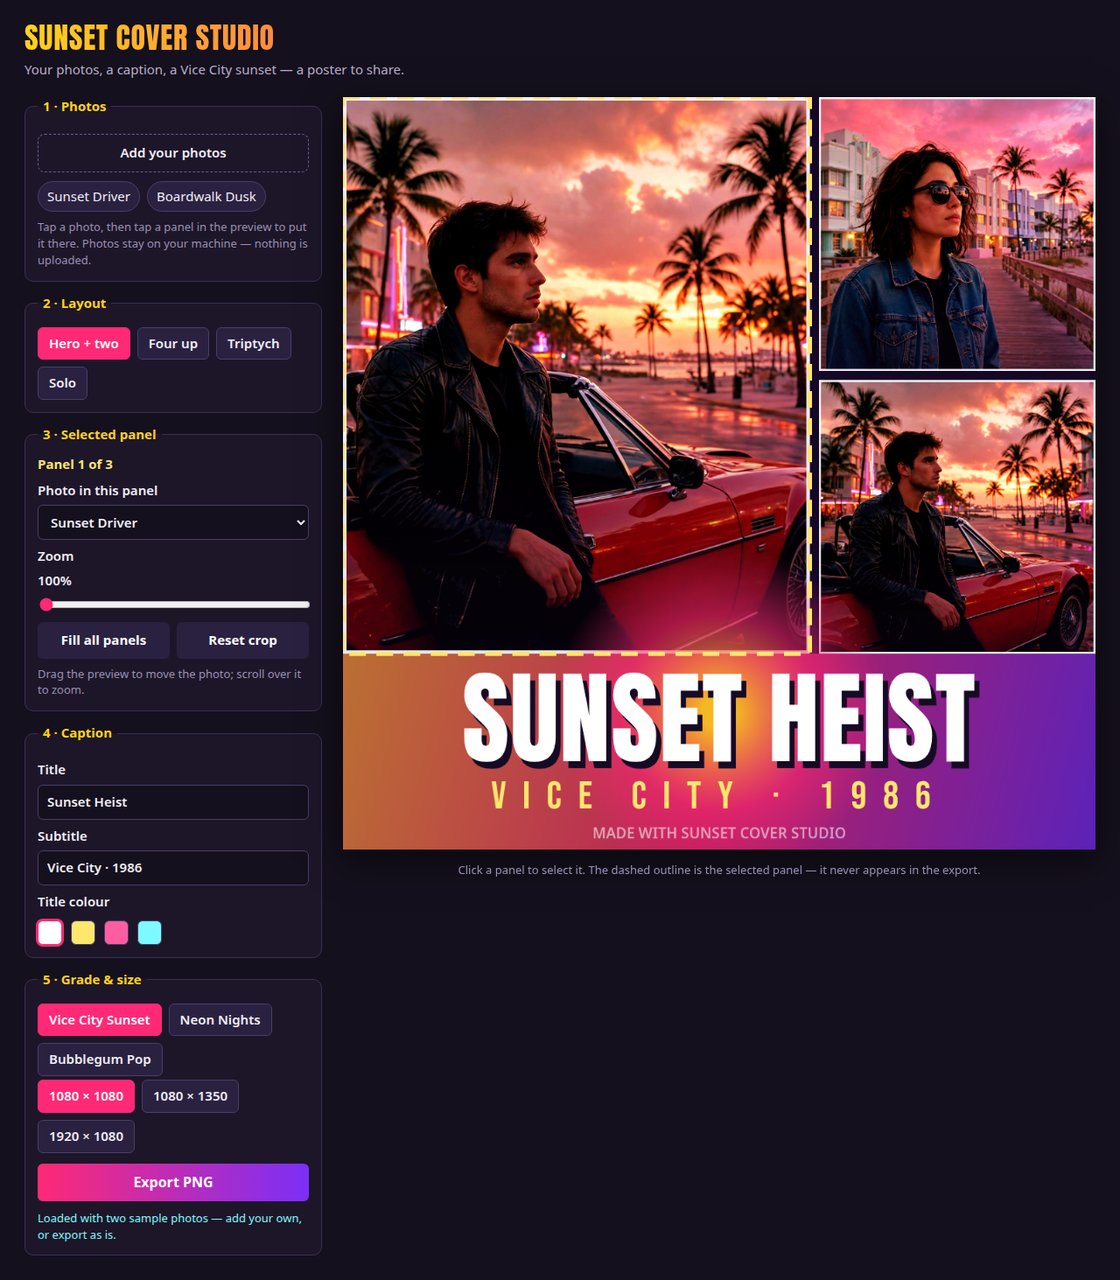 SUNSET COVER STUDIO
Your photos, a caption, a Vice City sunset — a poster to share.
1 · Photos
Add your photos
Sunset Driver
Boardwalk Dusk
Tap a photo, then tap a panel in the preview to put
it there. Photos stay on your machine — nothing is
uploaded.
2 · Layout
Hero + two
Four up
Triptych
Solo
3 · Selected panel
Panel 1 of 3
Photo in this panel
Sunset Driver
Zoom
100%
Fill all panels
Reset crop
Drag the preview to move the photo; scroll over it
to zoom.
4 · Caption
Title
Sunset Heist
Subtitle
Vice City · 1986
Title colour
5 · Grade & size
Vice City Sunset
Neon Nights
Bubblegum Pop
1080 × 1080
1080 × 1350
1920 × 1080
Export PNG
Loaded with two sample photos — add your own,
or export as is.
SUNSET HEIST
VICE CITY · 1986
MADE WITH SUNSET COVER STUDIO
Click a panel to select it. The dashed outline is the selected panel — it never appears in the export.